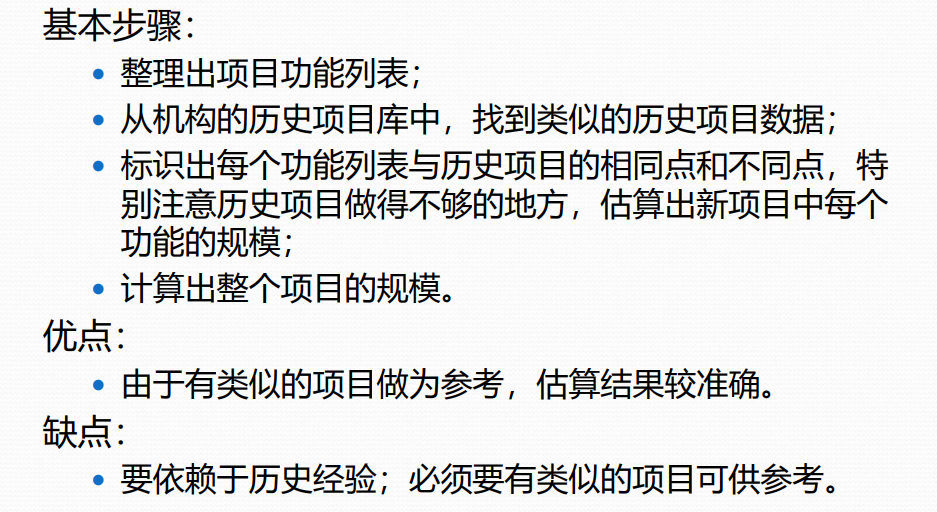 基本步骤：
• 整理出项目功能列表；
• 从机构的历史项目库中，找到类似的历史项目数据；
• 标识出每个功能列表与历史项目的相同点和不同点，特
别注意历史项目做得不够的地方，估算出新项目中每个
功能的规模；
• 计算出整个项目的规模。
优点：
• 由于有类似的项目做为参考，估算结果较准确。
缺点：
• 要依赖于历史经验；必须要有类似的项目可供参考。